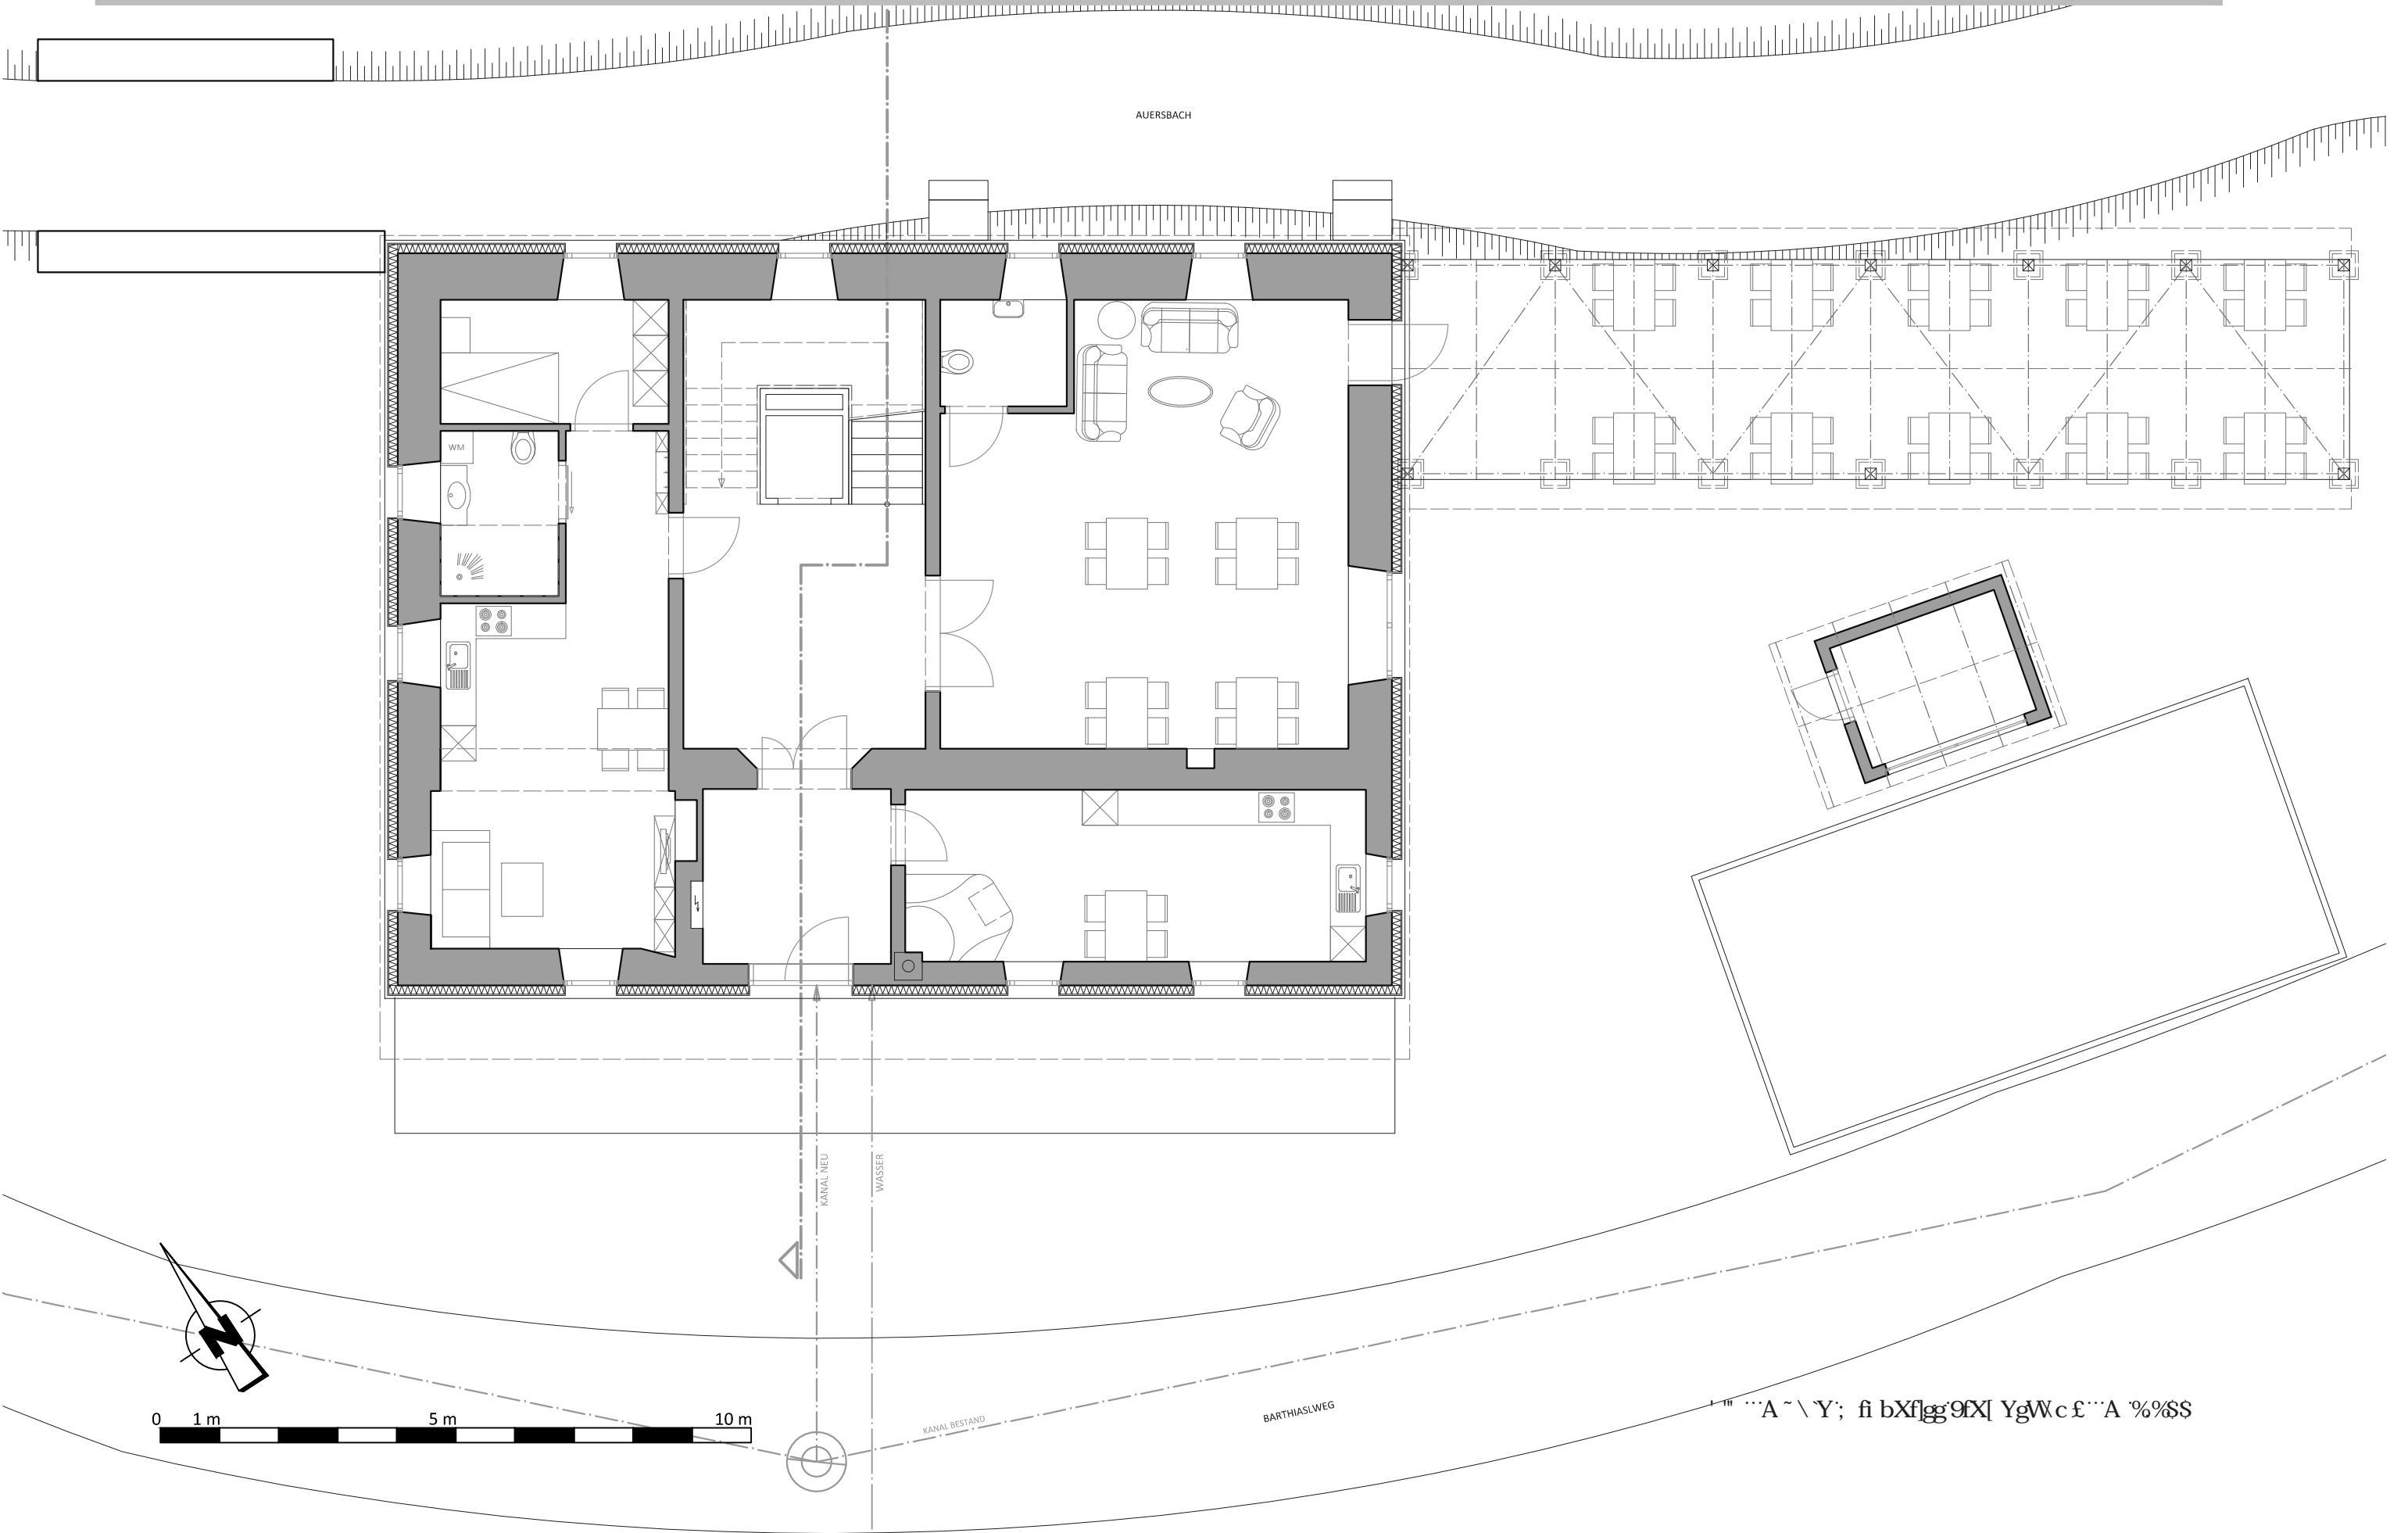 AUERSBACH
WM
KANAL NEU
WASSER
N
0 1 m 5 m 10 m
KANAL BESTAND
BARTHIASLWEG